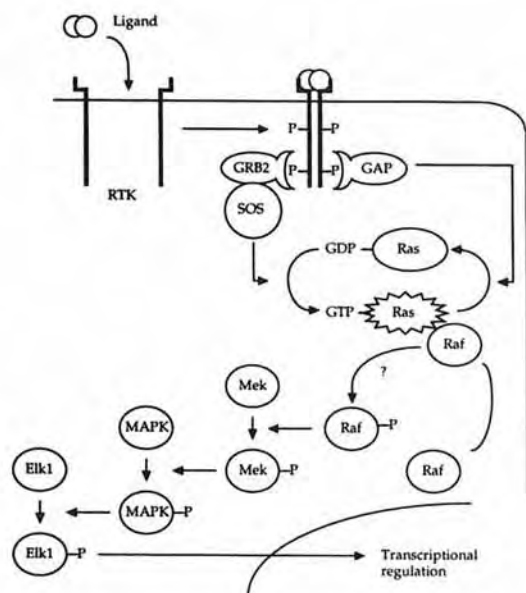 Ligand
P P
GRB2 P P GAP
RTK
SOS
GDP Ras
GTP Ras
Raf
?
Mek
MAPK Raf P
Elk1 Mek P Raf
MAPK P
Elk1 P Transcriptional
regulation